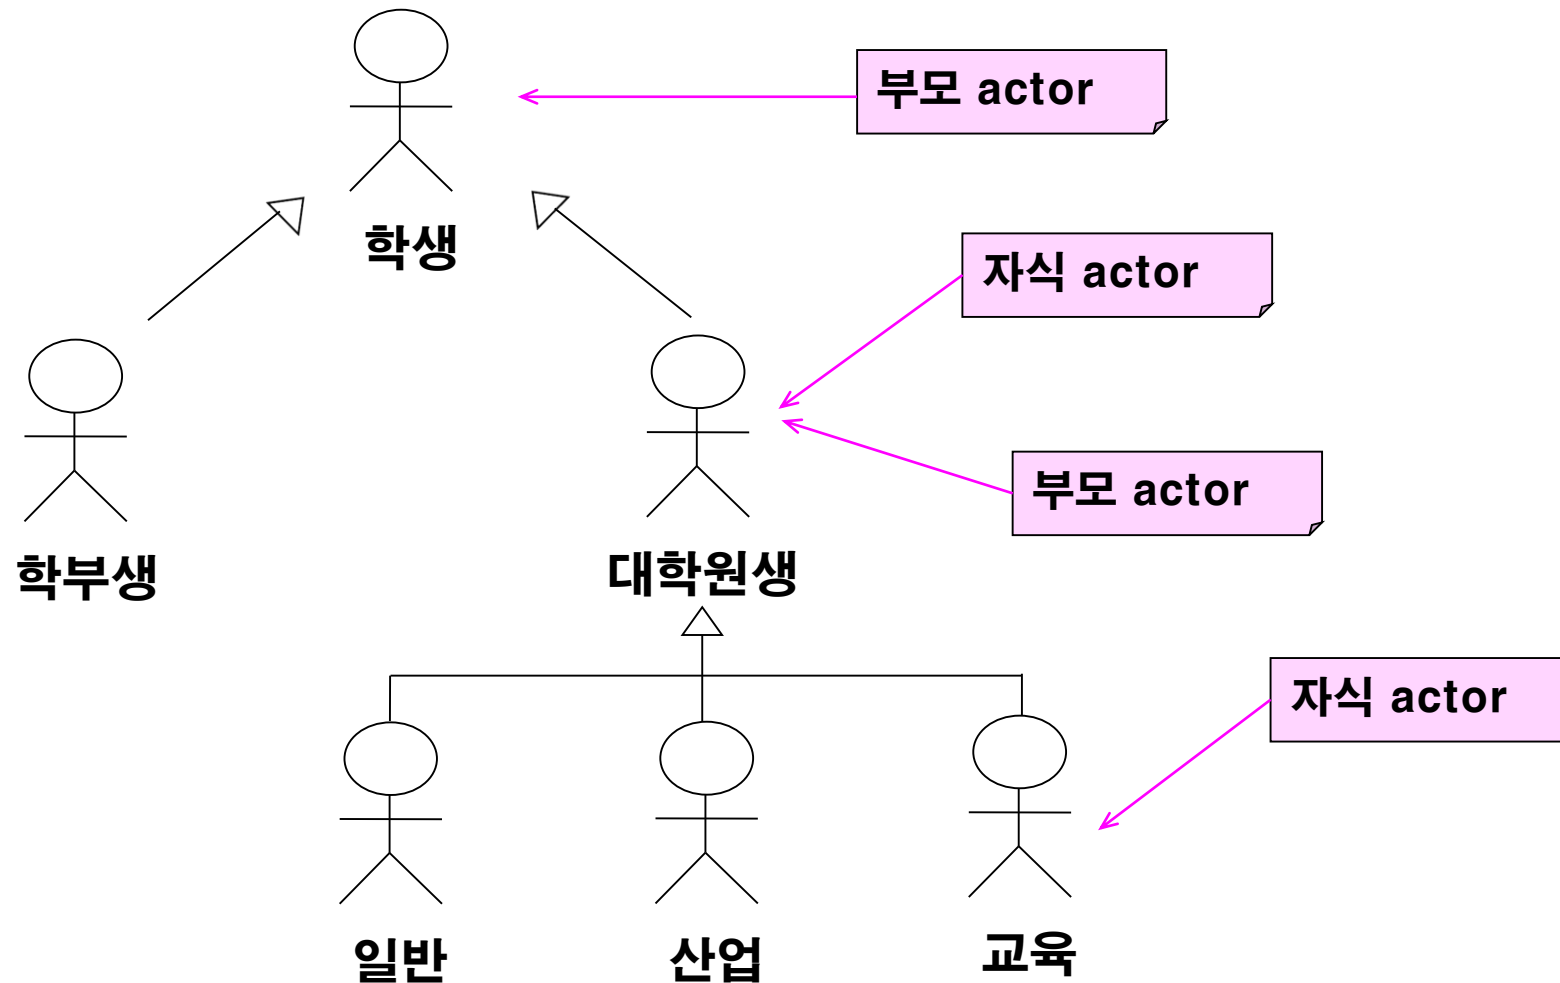 부모 actor
학생
자식 actor
부모 actor
학부생
대학원생
자식 actor
일반
산업
교육